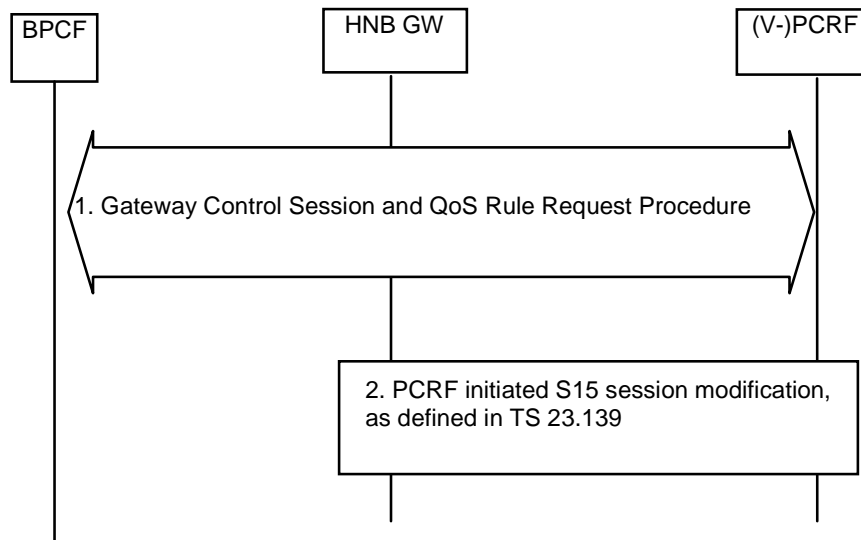 BPCF
HNB GW
(V-)PCRF
1. Gateway Control Session and QoS Rule Request Procedure
2. PCRF initiated S15 session modification,
as defined in TS 23.139